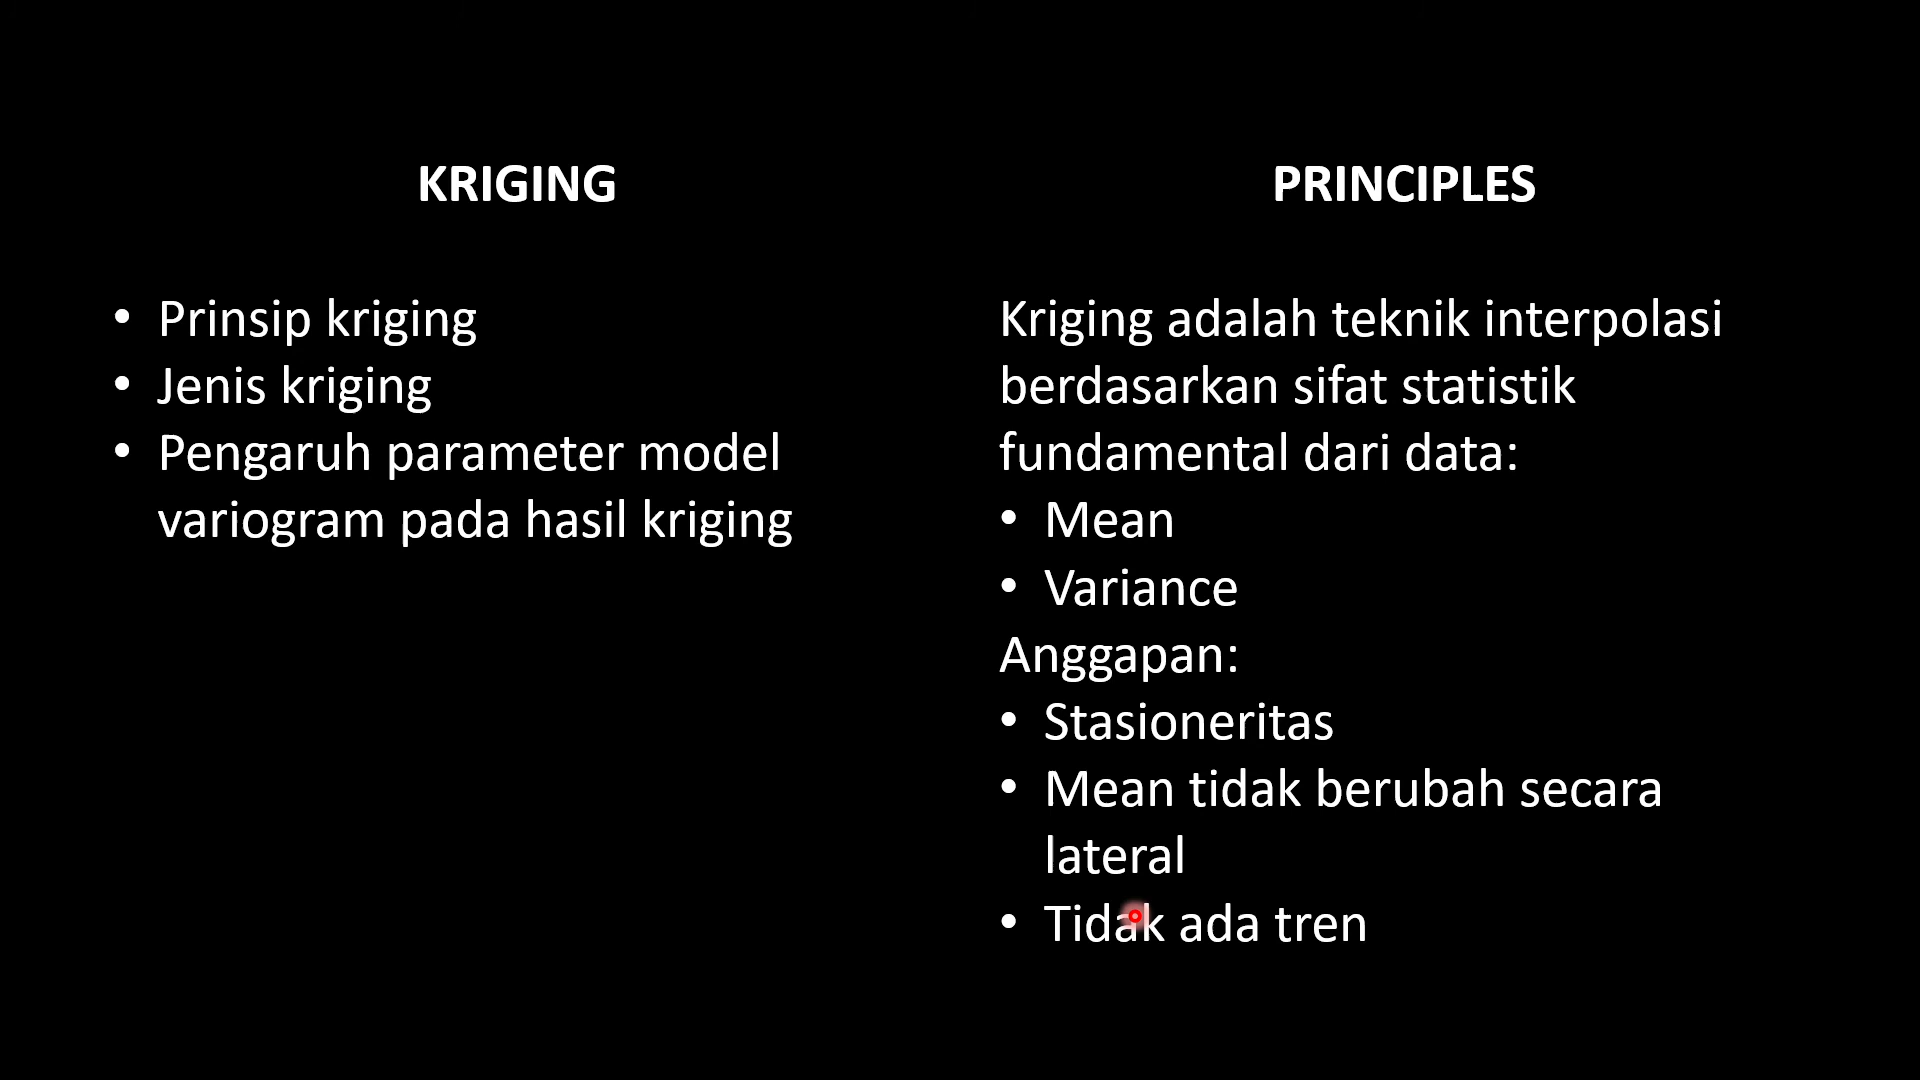 KRIGING
• Prinsip kriging
• Jenis kriging
• Pengaruh parameter model
variogram pada hasil kriging
PRINCIPLES
Kriging adalah teknik interpolasi
berdasarkan sifat statistik
fundamental dari data:
• Mean
• Variance
Anggapan:
• Stasioneritas
• Mean tidak berubah secara
lateral
• Tidak ada tren